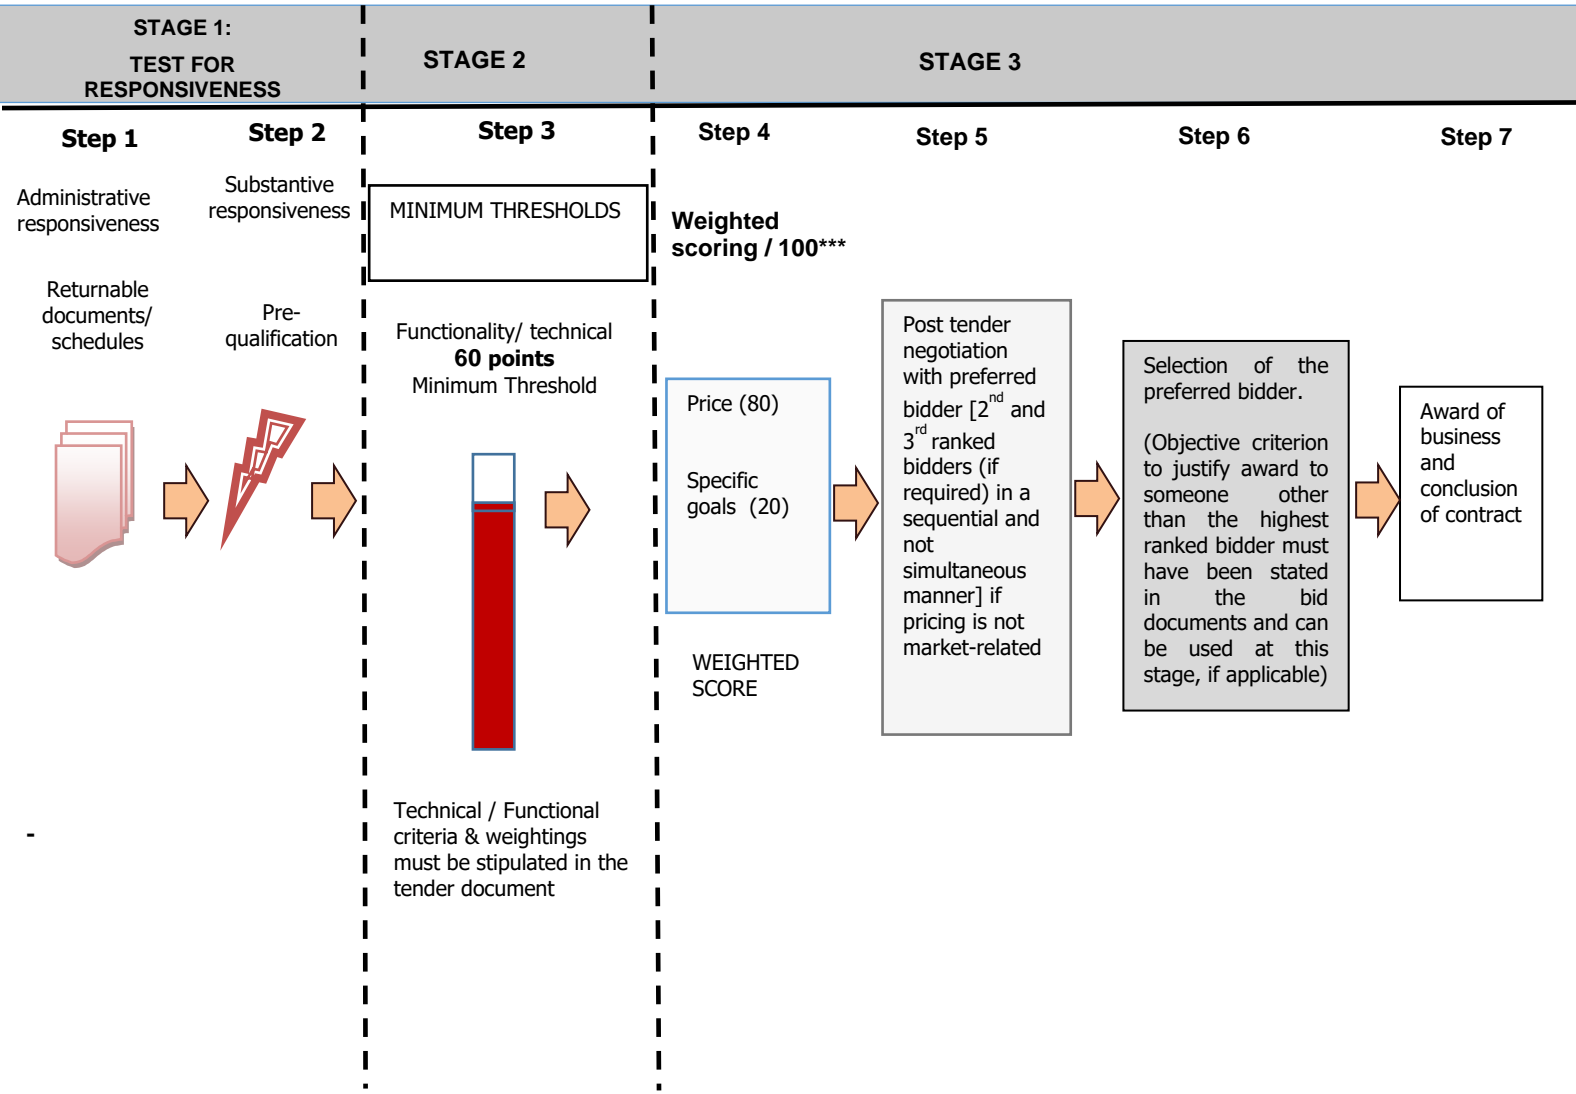 STAGE 1:
TEST FOR
RESPONSIVENESS
STAGE 2
STAGE 3
Step 1
Step 2
Step 3
Step 4
Step 5
Step 6
Step 7
Administrative
responsiveness
Returnable
documents/
schedules
Substantive
responsiveness
Pre-
qualification
MINIMUM THRESHOLDS
Functionality/ technical
60 points
Minimum Threshold
Technical / Functional
criteria & weightings
must be stipulated in the
tender document
Weighted
scoring / 100***
Price (80)
Specific
goals (20)
WEIGHTED
SCORE
Post tender
negotiation
with preferred
bidder [2nd and
3rd ranked
bidders (if
required) in a
sequential and
not
simultaneous
manner] if
pricing is not
market-related
Selection of the
preferred bidder.
(Objective criterion
to justify award to
someone other
than the highest
ranked bidder must
have been stated
in the bid
documents and can
be used at this
stage, if applicable)
Award of
business
and
conclusion
of contract
-